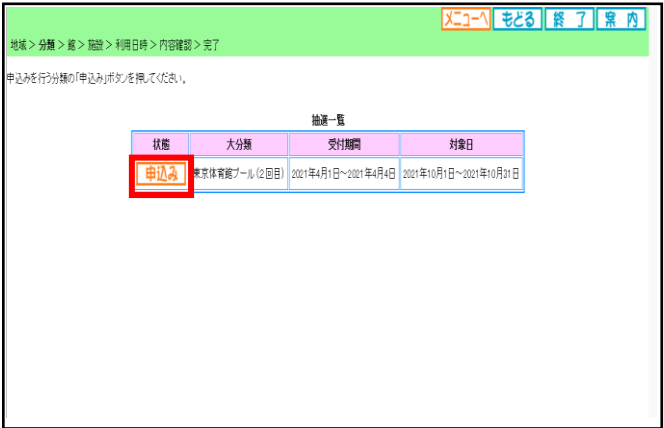 メニューへ もどる 終 了 案 内
地域 > 分類 > 館 > 施設 > 利用日時 > 内容確認 > 完了
申込みを行う分類の「申込み」ボタンを押してください。
抽選一覧
状態 大分類 受付期間 対象日
申込み 東京体育館プール(2回目) 2021年4月1日～2021年4月4日 2021年10月1日～2021年10月31日